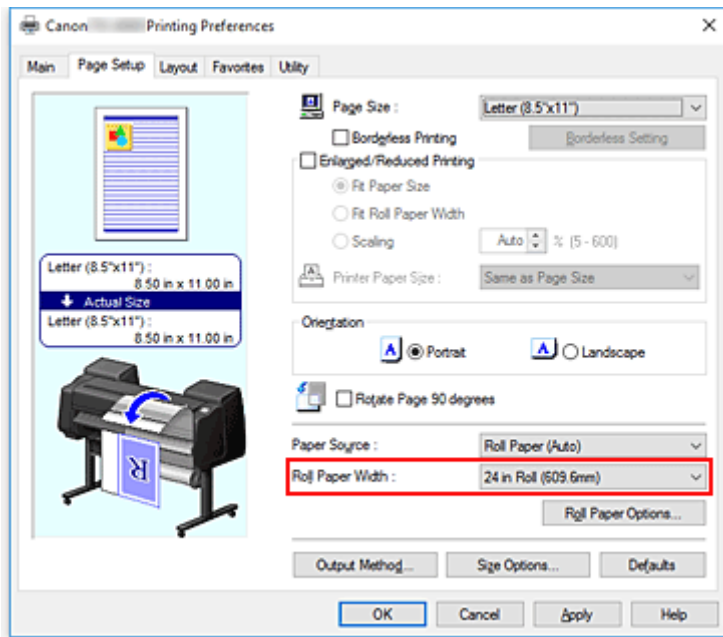 Canon Printing Preferences
Main Page Setup Layout Favorites Utility
Page Size : Letter (8.5"x11")
Borderless Printing Borderless Setting
Enlarged/Reduced Printing
Fit Paper Size
Fit Roll Paper Width
Scaling Auto % (5 - 600)
Printer Paper Size : Same as Page Size
Letter (8.5"x11") :
8.50 in x 11.00 in
Actual Size
Letter (8.5"x11") :
8.50 in x 11.00 in
Orientation
A Portrait A Landscape
Rotate Page 90 degrees
Paper Source : Roll Paper (Auto)
Roll Paper Width : 24 in Roll (609.6mm)
R
Roll Paper Options...
Output Method... Size Options... Defaults
OK Cancel Apply Help